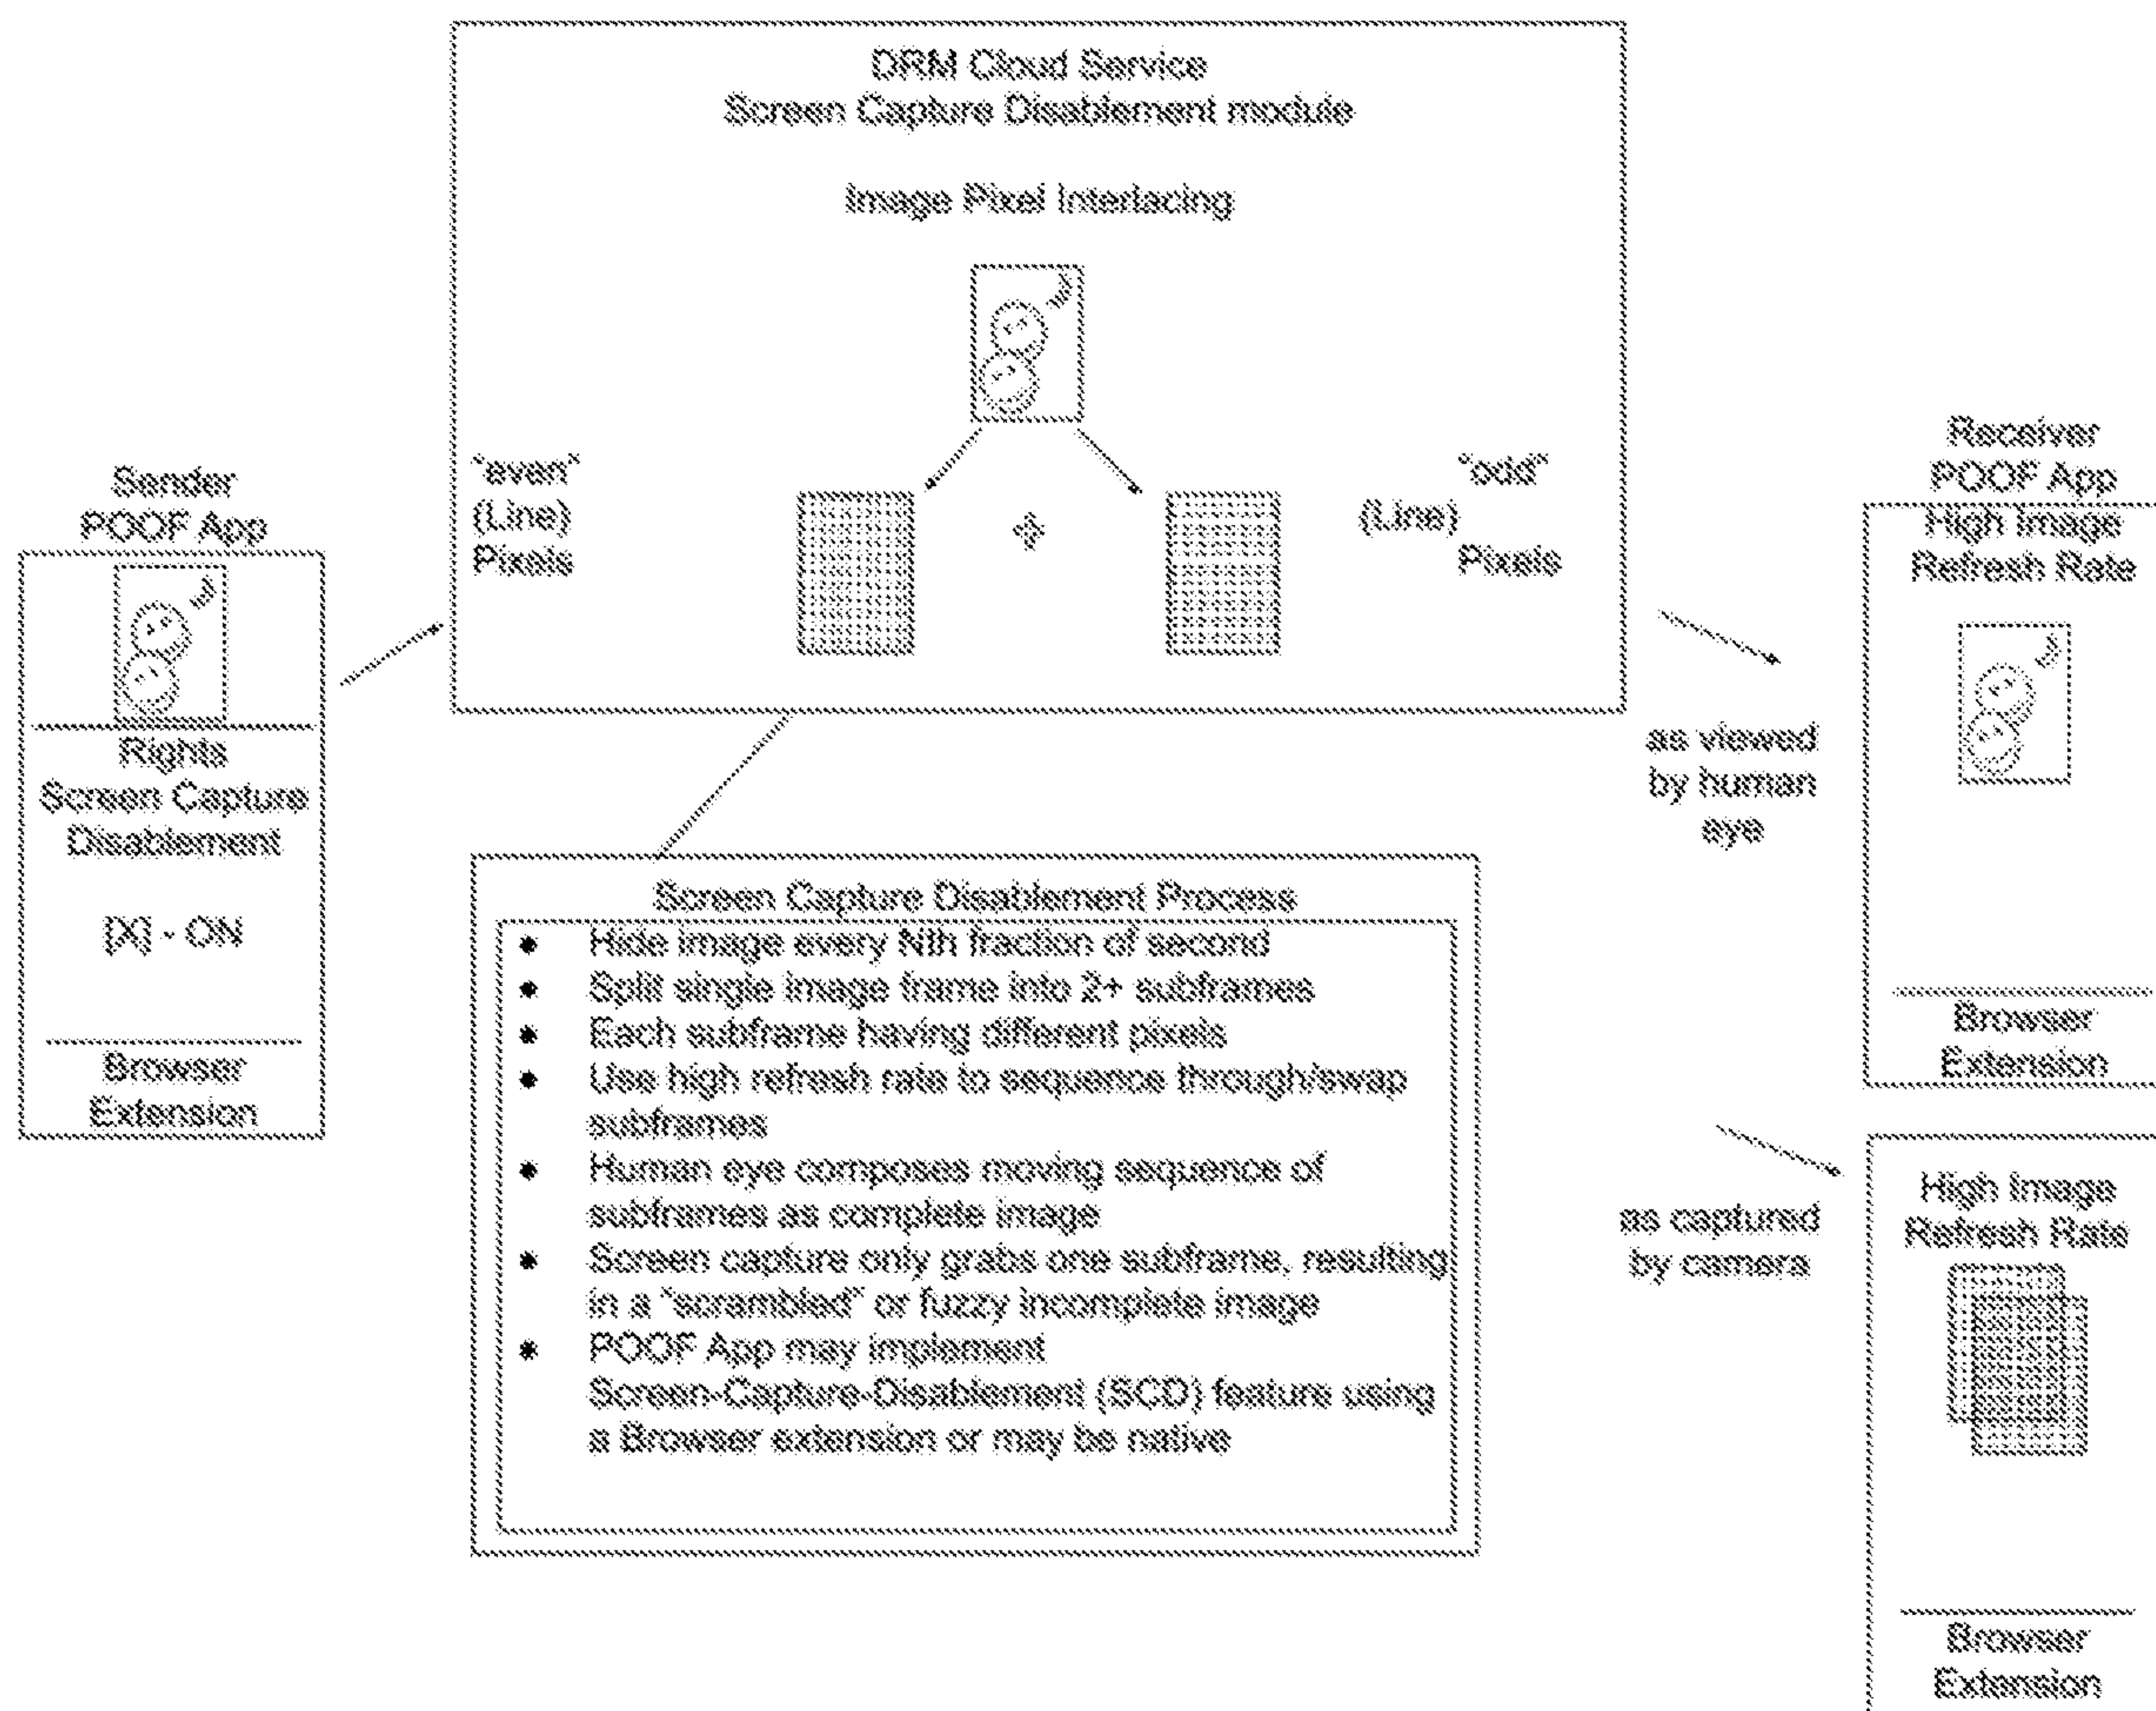 DRM Cloud Service
Screen Capture Disablement module
Image Pixel Interlacing
"even"
(Line)
Pixels
"odd"
(Line)
Pixels
Sender
POOF App
Rights
Screen Capture
Disablement
[X] - ON
Browser
Extension
Screen Capture Disablement Process
Hide image every Nth fraction of second
Split single image frame into 2+ subframes
Each subframe having different pixels
Use high refresh rate to sequence through/swap
subframes
Human eye composes moving sequence of
subframes as complete image
Screen capture only grabs one subframe, resulting
in a "scrambled" or fuzzy incomplete image
POOF App may implement
Screen-Capture-Disablement (SCD) feature using
a Browser extension or may be native
as viewed
by human
eye
Receiver
POOF App
High Image
Refresh Rate
Browser
Extension
as captured
by camera
High Image
Refresh Rate
Browser
Extension